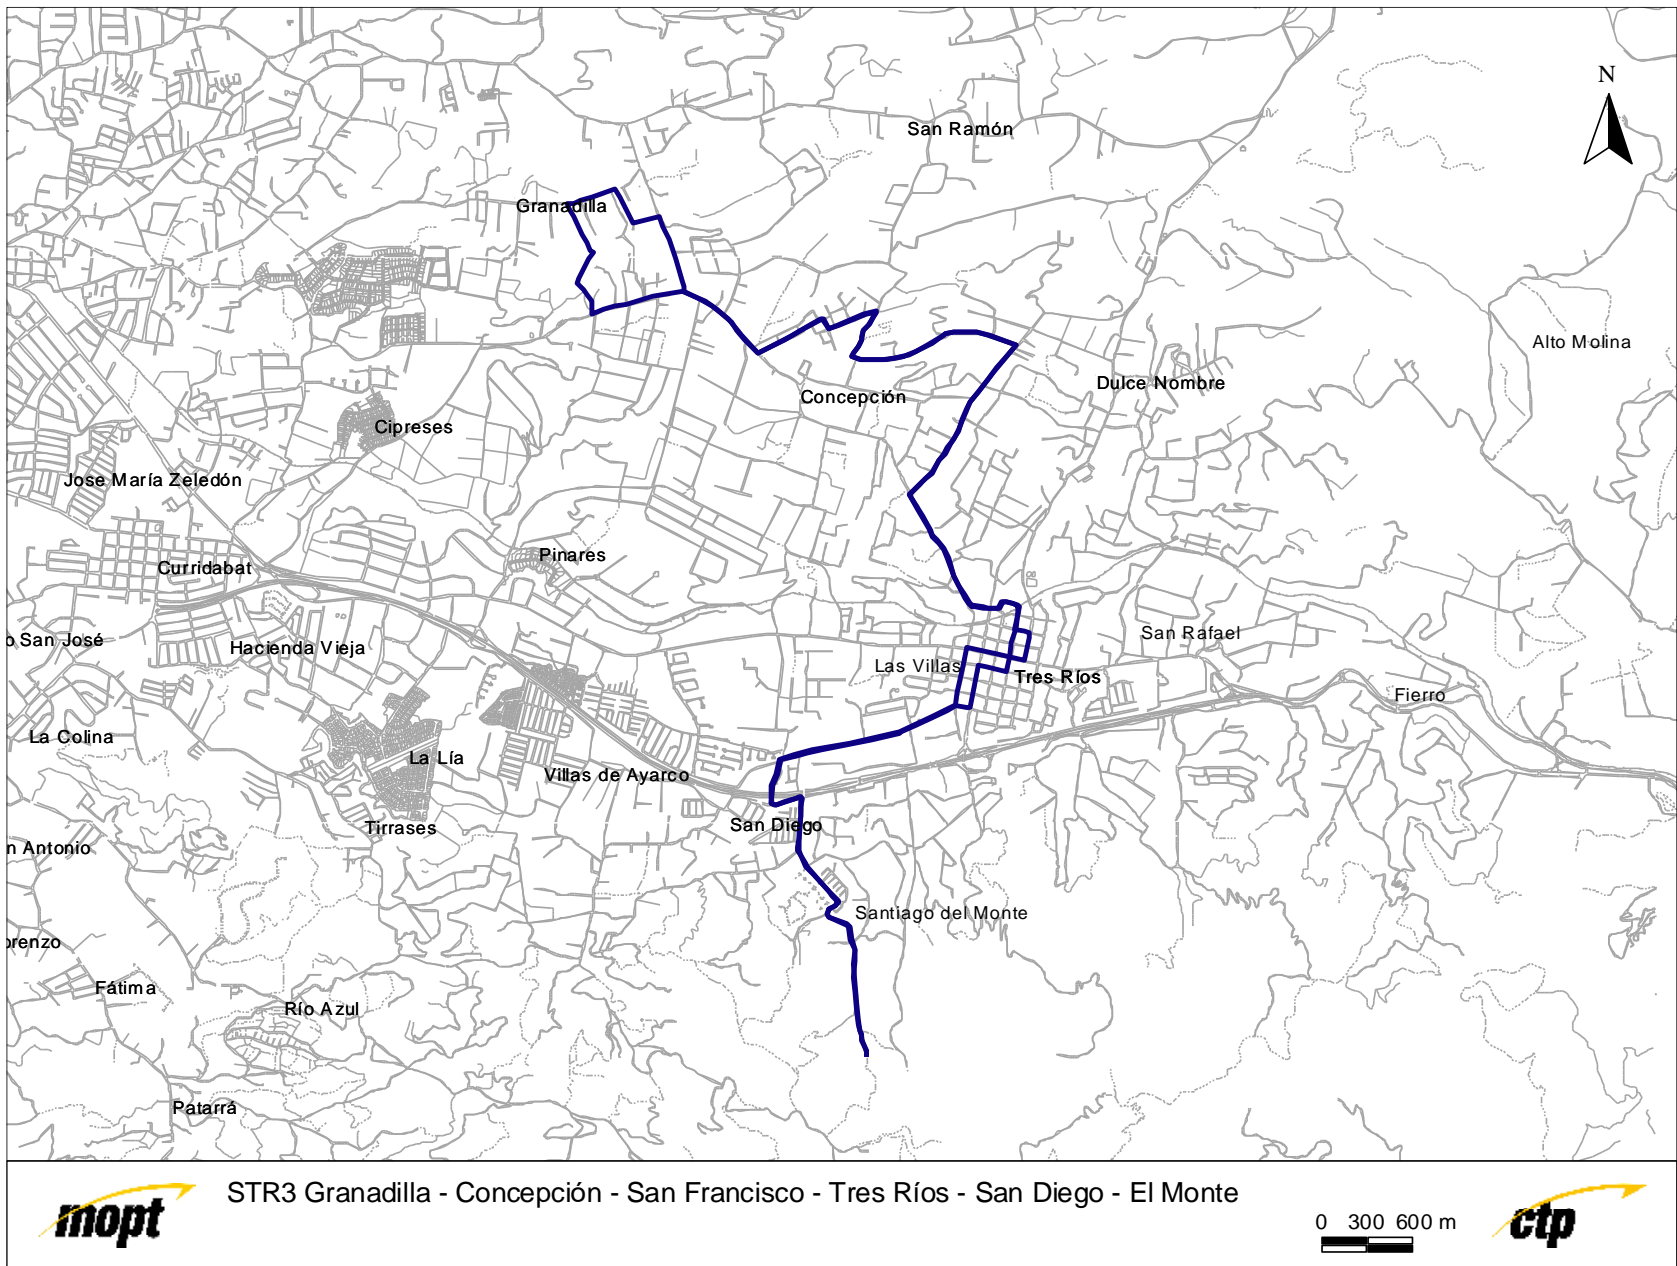 N
San Ramón
Granadilla
Alto Molina
Dulce Nombre
Concepción
Cipreses
Jose María Zeledón
Pinares
Curridabat
San Rafael
o San José
Hacienda Vieja
Las Villas
Tres Ríos
Fierro
La Colina
La Lía
Villas de Ayarco
San Diego
Tirrases
n Antonio
Santiago del Monte
orenzo
Fátima
Río Azul
Patarrá
mopt
STR3 Granadilla - Concepción - San Francisco - Tres Ríos - San Diego - El Monte
0 300 600 m
ctp